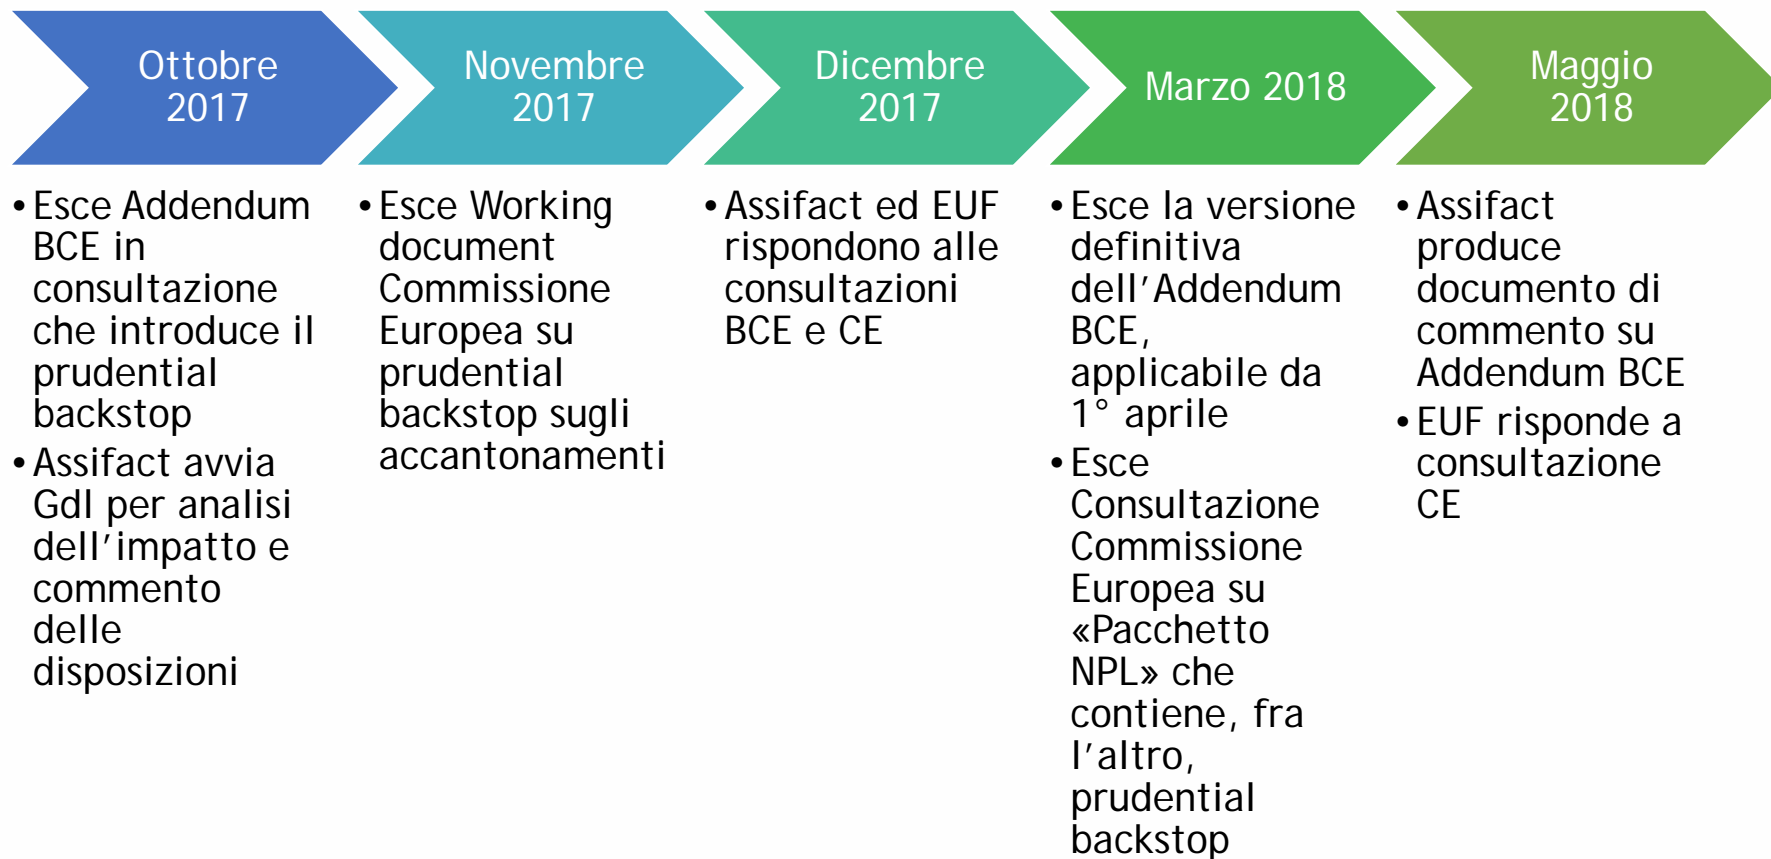 Ottobre
2017
Novembre
2017
Dicembre
2017
Marzo 2018
Maggio
2018
•Esce Addendum
BCE in
consultazione
che introduce il
prudential
backstop
•Assifact avvia
Gdl per analisi
dell’impatto e
commento
delle
disposizioni
•Esce Working
document
Commissione
Europea su
prudential
backstop sugli
accantonamenti
•Assifact ed EUF
rispondono alle
consultazioni
BCE e CE
•Esce la versione
definitiva
dell’Addendum
BCE,
applicabile da
1° aprile
•Esce
Consultazione
Commissione
Europea su
«Pacchetto
NPL» che
contiene, fra
l’altro,
prudential
backstop
•Assifact
produce
documento di
commento su
Addendum BCE
•EUF risponde a
consultazione
CE